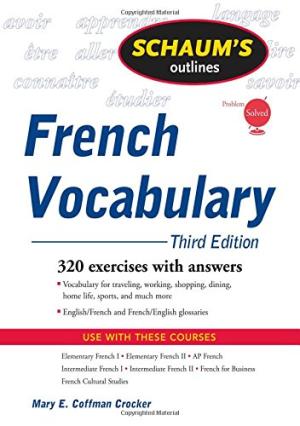 avoir langage savoir
apprendre
SCHAUM'S
outlines
être aller
connaître
étudier
savoir
Problem
Solved
French
Vocabulary
Third Edition
320 exercises with answers
• Vocabulary for traveling, working, shopping, dining,
home life, sports, and much more
• English/French and French/English glossaries
USE WITH THESE COURSES
Elementary French I • Elementary French II • AP French
Intermediate French I • Intermediate French II • French for Business
French Cultural Studies
Mary E. Coffman Crocker
Copyrighted Material